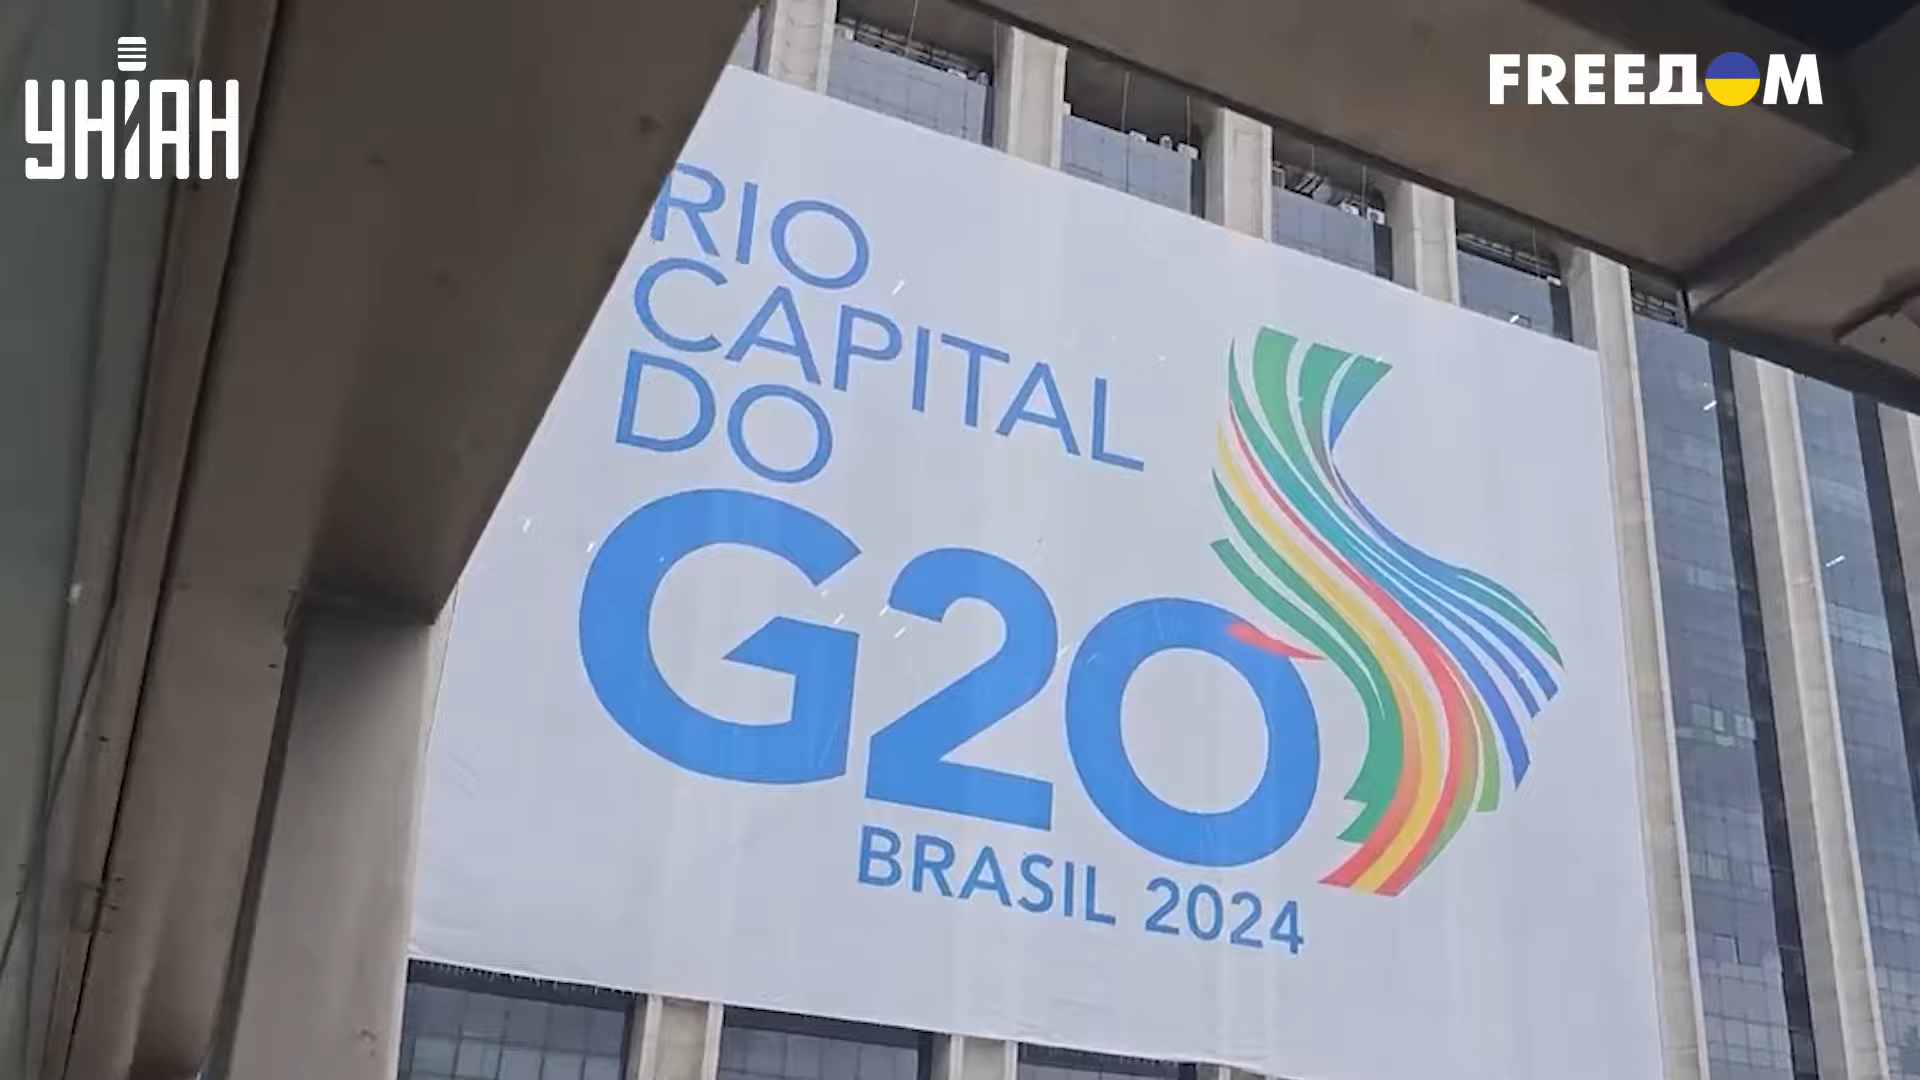 УНІАН
FREEДOM
RIO
CAPITAL
DO
G20
BRASIL 2024